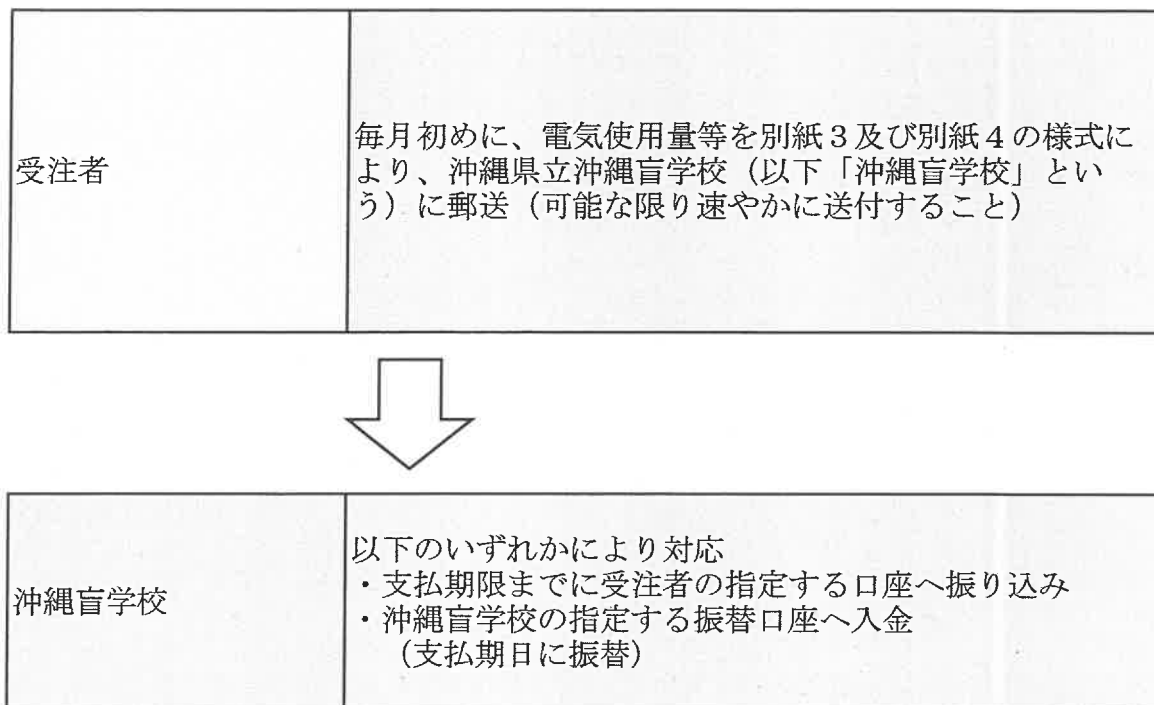 受注者
毎月初めに、電気使用量等を別紙３及び別紙４の様式に
より、沖縄県立沖縄盲学校（以下「沖縄盲学校」とい
う）に郵送（可能な限り速やかに送付すること）
沖縄盲学校
以下のいずれかにより対応
・支払期限までに受注者の指定する口座へ振り込み
・沖縄盲学校の指定する振替口座へ入金
（支払期日に振替）